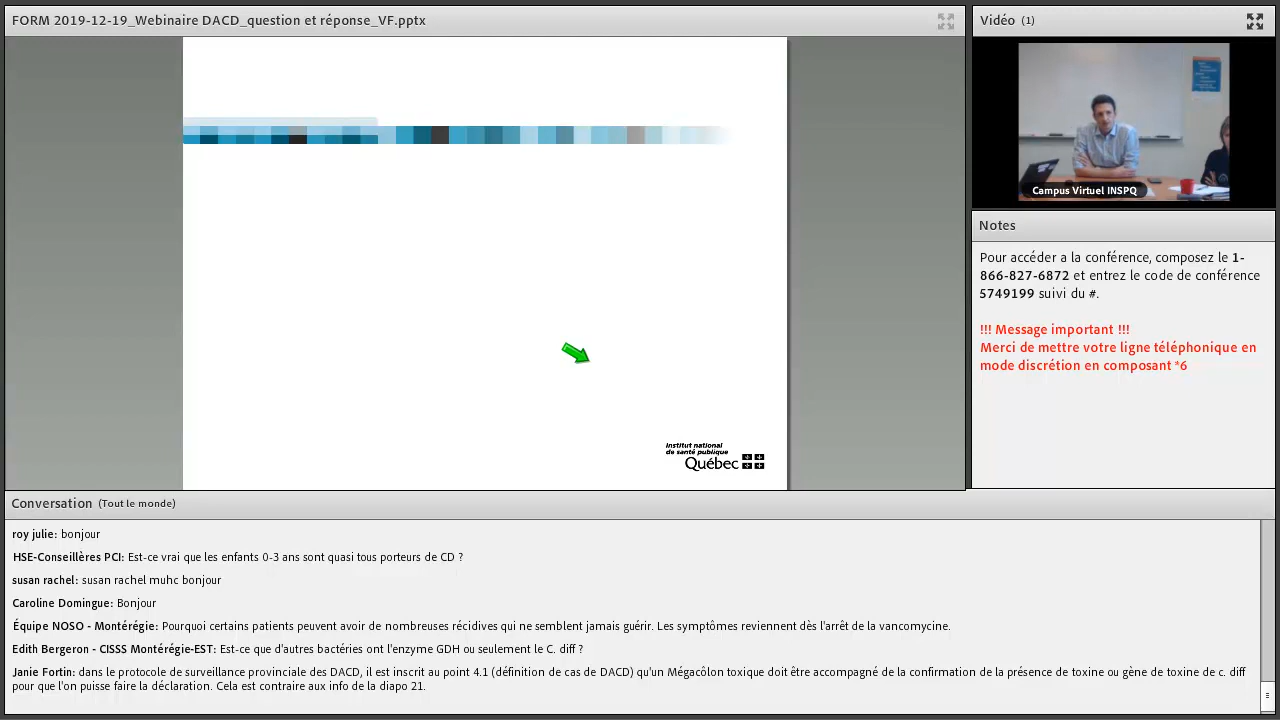 FORM 2019-12-19_Webinaire DACD_question et réponse_VF.pptx
Institut national
de santé publique
Québec
Vidéo (1)
Campus Virtuel INSPQ
Notes
Pour accéder a la conférence, composez le 1-
866-827-6872 et entrez le code de conférence
5749199 suivi du #.
!!! Message important !!!
Merci de mettre votre ligne téléphonique en
mode discrétion en composant *6
Conversation (Tout le monde)
roy julie: bonjour
HSE-Conseillères PCI: Est-ce vrai que les enfants 0-3 ans sont quasi tous porteurs de CD ?
susan rachel: susan rachel muhc bonjour
Caroline Domingue: Bonjour
Équipe NOSO - Montérégie: Pourquoi certains patients peuvent avoir de nombreuses récidives qui ne semblent jamais guérir. Les symptômes reviennent dès l'arrêt de la vancomycine.
Edith Bergeron - CISSS Montérégie-EST: Est-ce que d'autres bactéries ont l'enzyme GDH ou seulement le C. diff ?
Janie Fortin: dans le protocole de surveillance provinciale des DACD, il est inscrit au point 4.1 (définition de cas de DACD) qu'un Mégacôlon toxique doit être accompagné de la confirmation de la présence de toxine ou gène de toxine de c. diff
pour que l'on puisse faire la déclaration. Cela est contraire aux info de la diapo 21.